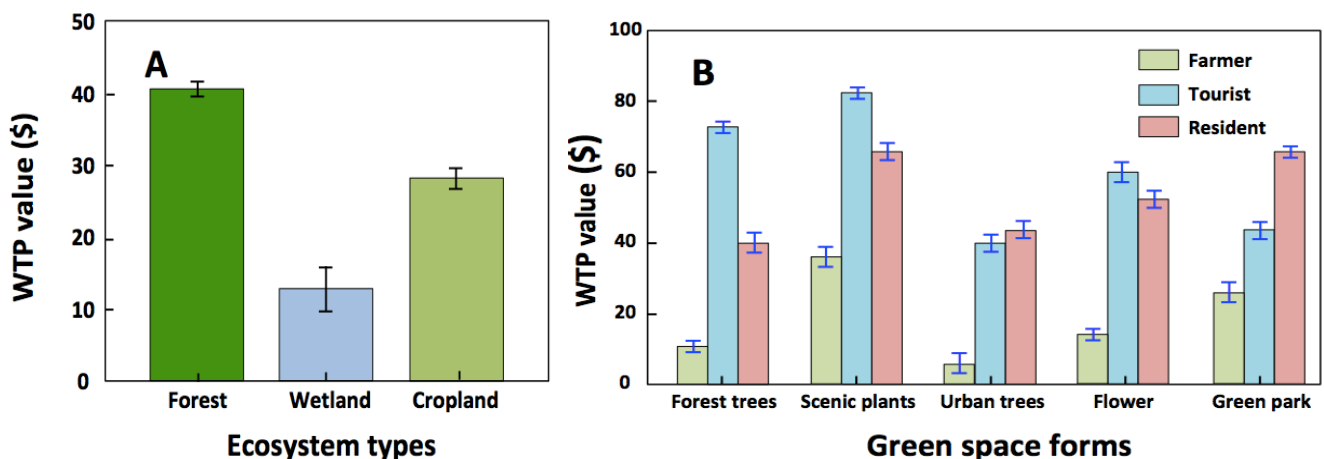 A
WTP value ($)
50
40
30
20
10
0
Forest Wetland Cropland
Ecosystem types
B
WTP value ($)
100
80
60
40
20
0
Farmer
Tourist
Resident
Forest trees Scenic plants Urban trees Flower Green park
Green space forms